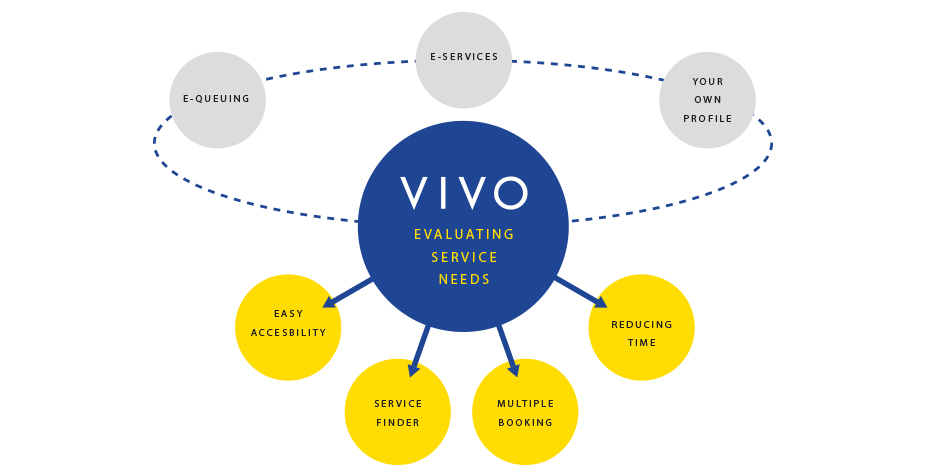 E-SERVICES
E-QUEUING
YOUR
OWN
PROFILE
VIVO
EVALUATING
SERVICE
NEEDS
EASY
ACCESBILITY
REDUCING
TIME
SERVICE
FINDER
MULTIPLE
BOOKING